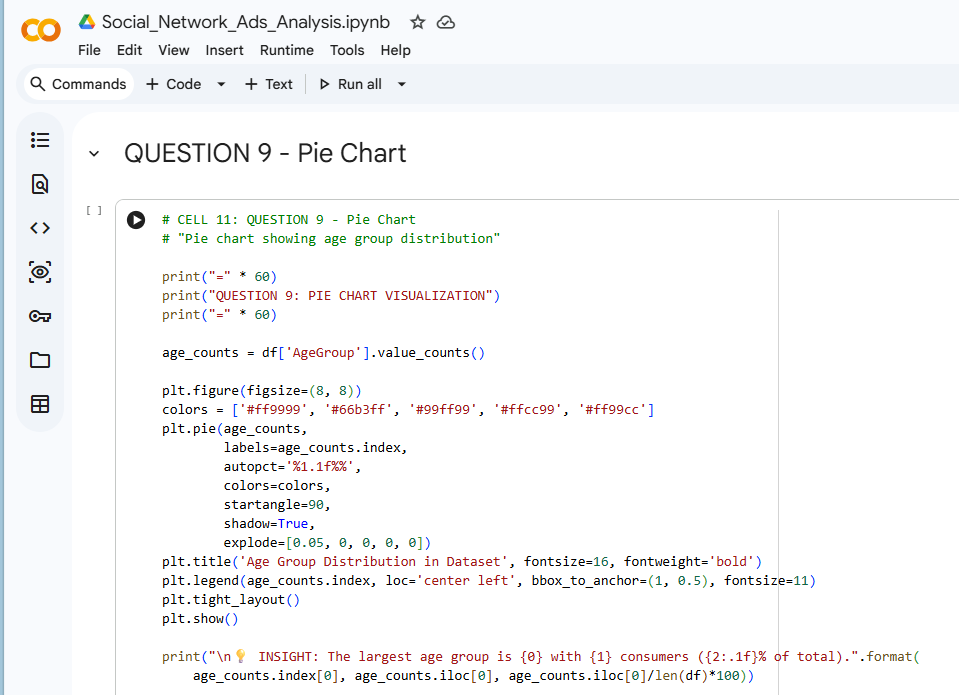 Social_Network_Ads_Analysis.ipynb
File Edit View Insert Runtime Tools Help
Commands + Code + Text Run all
QUESTION 9 - Pie Chart
[ ]
# CELL 11: QUESTION 9 - Pie Chart
# "Pie chart showing age group distribution"
print("=" * 60)
print("QUESTION 9: PIE CHART VISUALIZATION")
print("=" * 60)
age_counts = df['AgeGroup'].value_counts()
plt.figure(figsize=(8, 8))
colors = ['#ff9999', '#66b3ff', '#99ff99', '#ffcc99', '#ff99cc']
plt.pie(age_counts,
        labels=age_counts.index,
        autopct='%1.1f%%',
        colors=colors,
        startangle=90,
        shadow=True,
        explode=[0.05, 0, 0, 0, 0])
plt.title('Age Group Distribution in Dataset', fontsize=16, fontweight='bold')
plt.legend(age_counts.index, loc='center left', bbox_to_anchor=(1, 0.5), fontsize=11)
plt.tight_layout()
plt.show()
print("\n💡 INSIGHT: The largest age group is {0} with {1} consumers ({2:.1f}% of total).".format(
    age_counts.index[0], age_counts.iloc[0], age_counts.iloc[0]/len(df)*100))